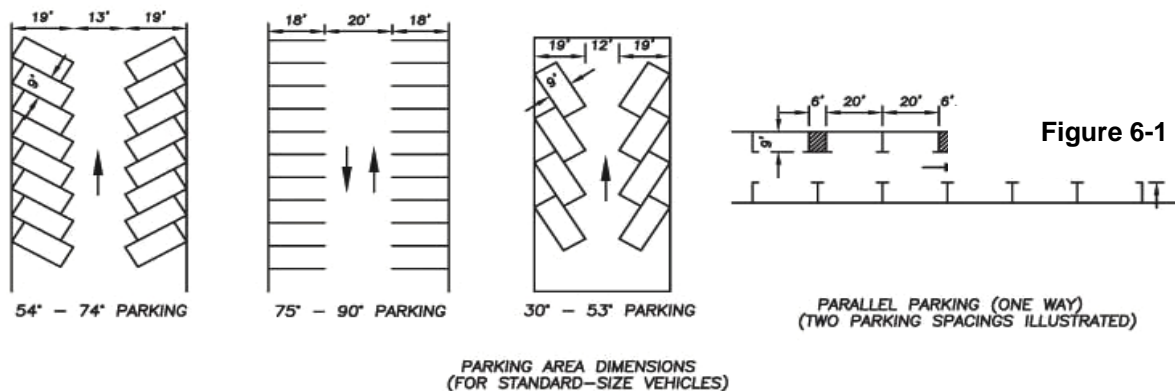 19' 13' 19'
9'
54° – 74° PARKING
18' 20' 18'
75° – 90° PARKING
19' 12' 19'
9'
30° – 53° PARKING
6' 20' 20' 6'
9'
Figure 6-1
PARALLEL PARKING (ONE WAY)
(TWO PARKING SPACINGS ILLUSTRATED)
PARKING AREA DIMENSIONS
(FOR STANDARD–SIZE VEHICLES)